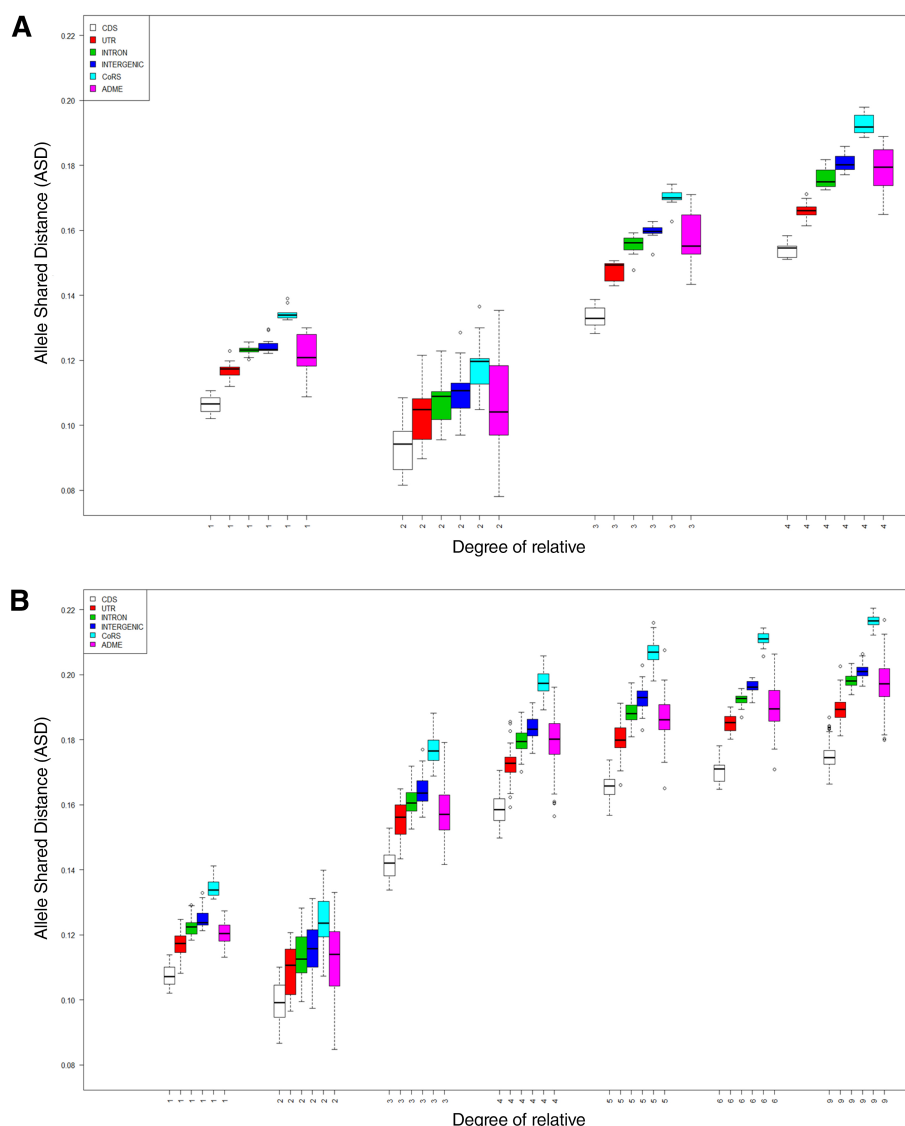 A
CDS
UTR
INTRON
INTERGENIC
CoRS
ADME
Allele Shared Distance (ASD)
0.22
0.20
0.18
0.16
0.14
0.12
0.10
0.08
1 1 1 1 1 1 2 2 2 2 2 2 3 3 3 3 3 3 4 4 4 4 4 4
Degree of relative
B
CDS
UTR
INTRON
INTERGENIC
CoRS
ADME
Allele Shared Distance (ASD)
0.22
0.20
0.18
0.16
0.14
0.12
0.10
0.08
1 1 1 1 1 1 2 2 2 2 2 2 3 3 3 3 3 3 4 4 4 4 4 4 5 5 5 5 5 5 6 6 6 6 6 6 9 9 9 9 9 9
Degree of relative